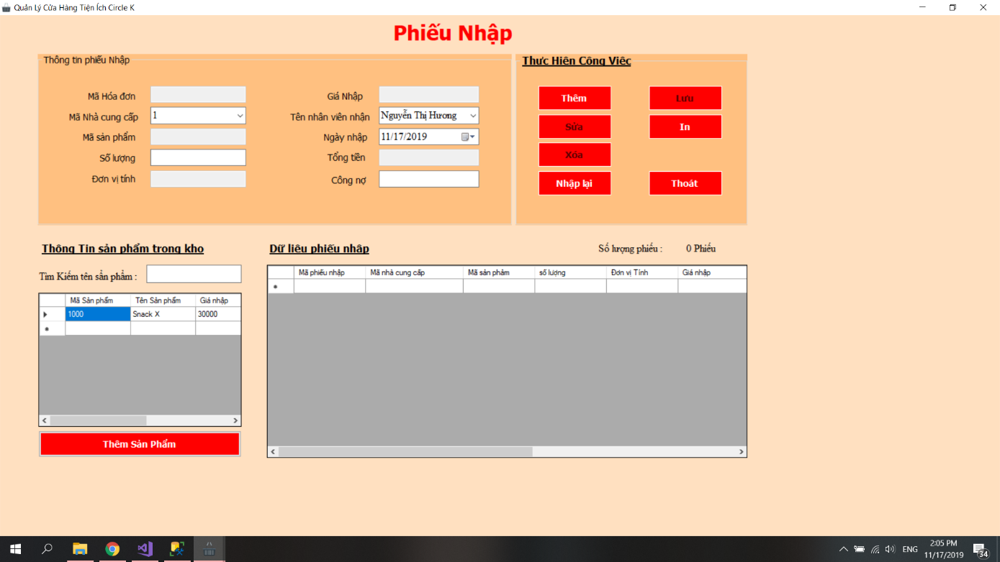 Quản Lý Cửa Hàng Tiện Ích Circle K
Phiếu Nhập
Thông tin phiếu Nhập
Mã Hóa đơn
Giá Nhập
Mã Nhà cung cấp 1
Tên nhân viên nhận Nguyễn Thị Hương
Mã sản phẩm
Ngày nhập 11/17/2019
Số lượng
Tổng tiền
Đơn vị tính
Công nợ
Thực Hiện Công Việc
Thêm Lưu
Sửa In
Xóa
Nhập lại Thoát
Thông Tin sản phẩm trong kho
Tìm Kiếm tên sẩn phẩm :
Mã Sản phẩm Tên Sản phẩm Giá nhập
1000 Snack X 30000
Thêm Sản Phẩm
Dữ liệu phiếu nhập
Số lượng phiếu : 0 Phiếu
Mã phiếu nhập Mã nhà cung cấp Mã sản phảm số lượng Đơn vị Tính Giá nhập
ENG
2:05 PM
11/17/2019
34